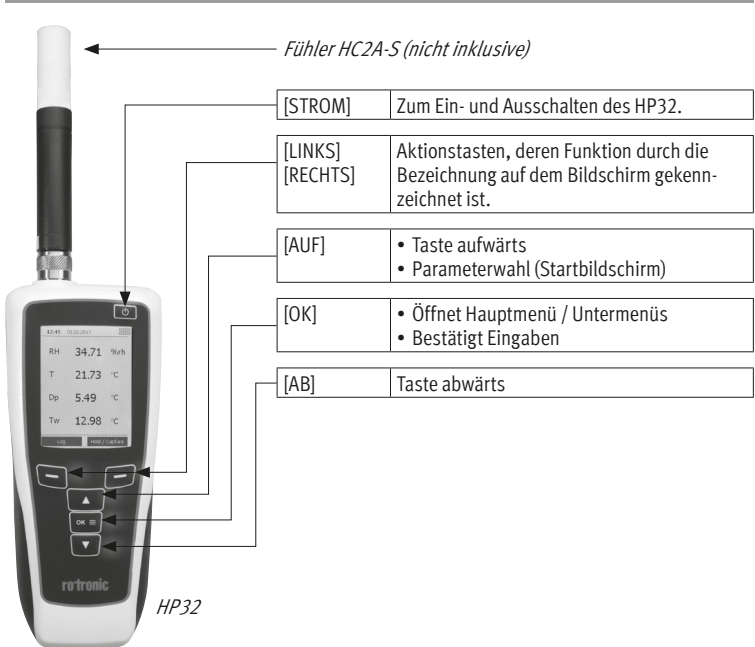 Fühler HC2A-S (nicht inklusive)
[STROM] Zum Ein- und Ausschalten des HP32.
[LINKS] Aktionstasten, deren Funktion durch die
[RECHTS] Bezeichnung auf dem Bildschirm gekenn-
zeichnet ist.
[AUF] • Taste aufwärts
• Parameterwahl (Startbildschirm)
[OK] • Öffnet Hauptmenü / Untermenüs
• Bestätigt Eingaben
[AB] Taste abwärts
12:45
RH 34.71 %rh
T 21.73 °C
Dp 5.49 °C
Tw 12.98 °C
Log Hold / Capture
OK
rotronic
HP32